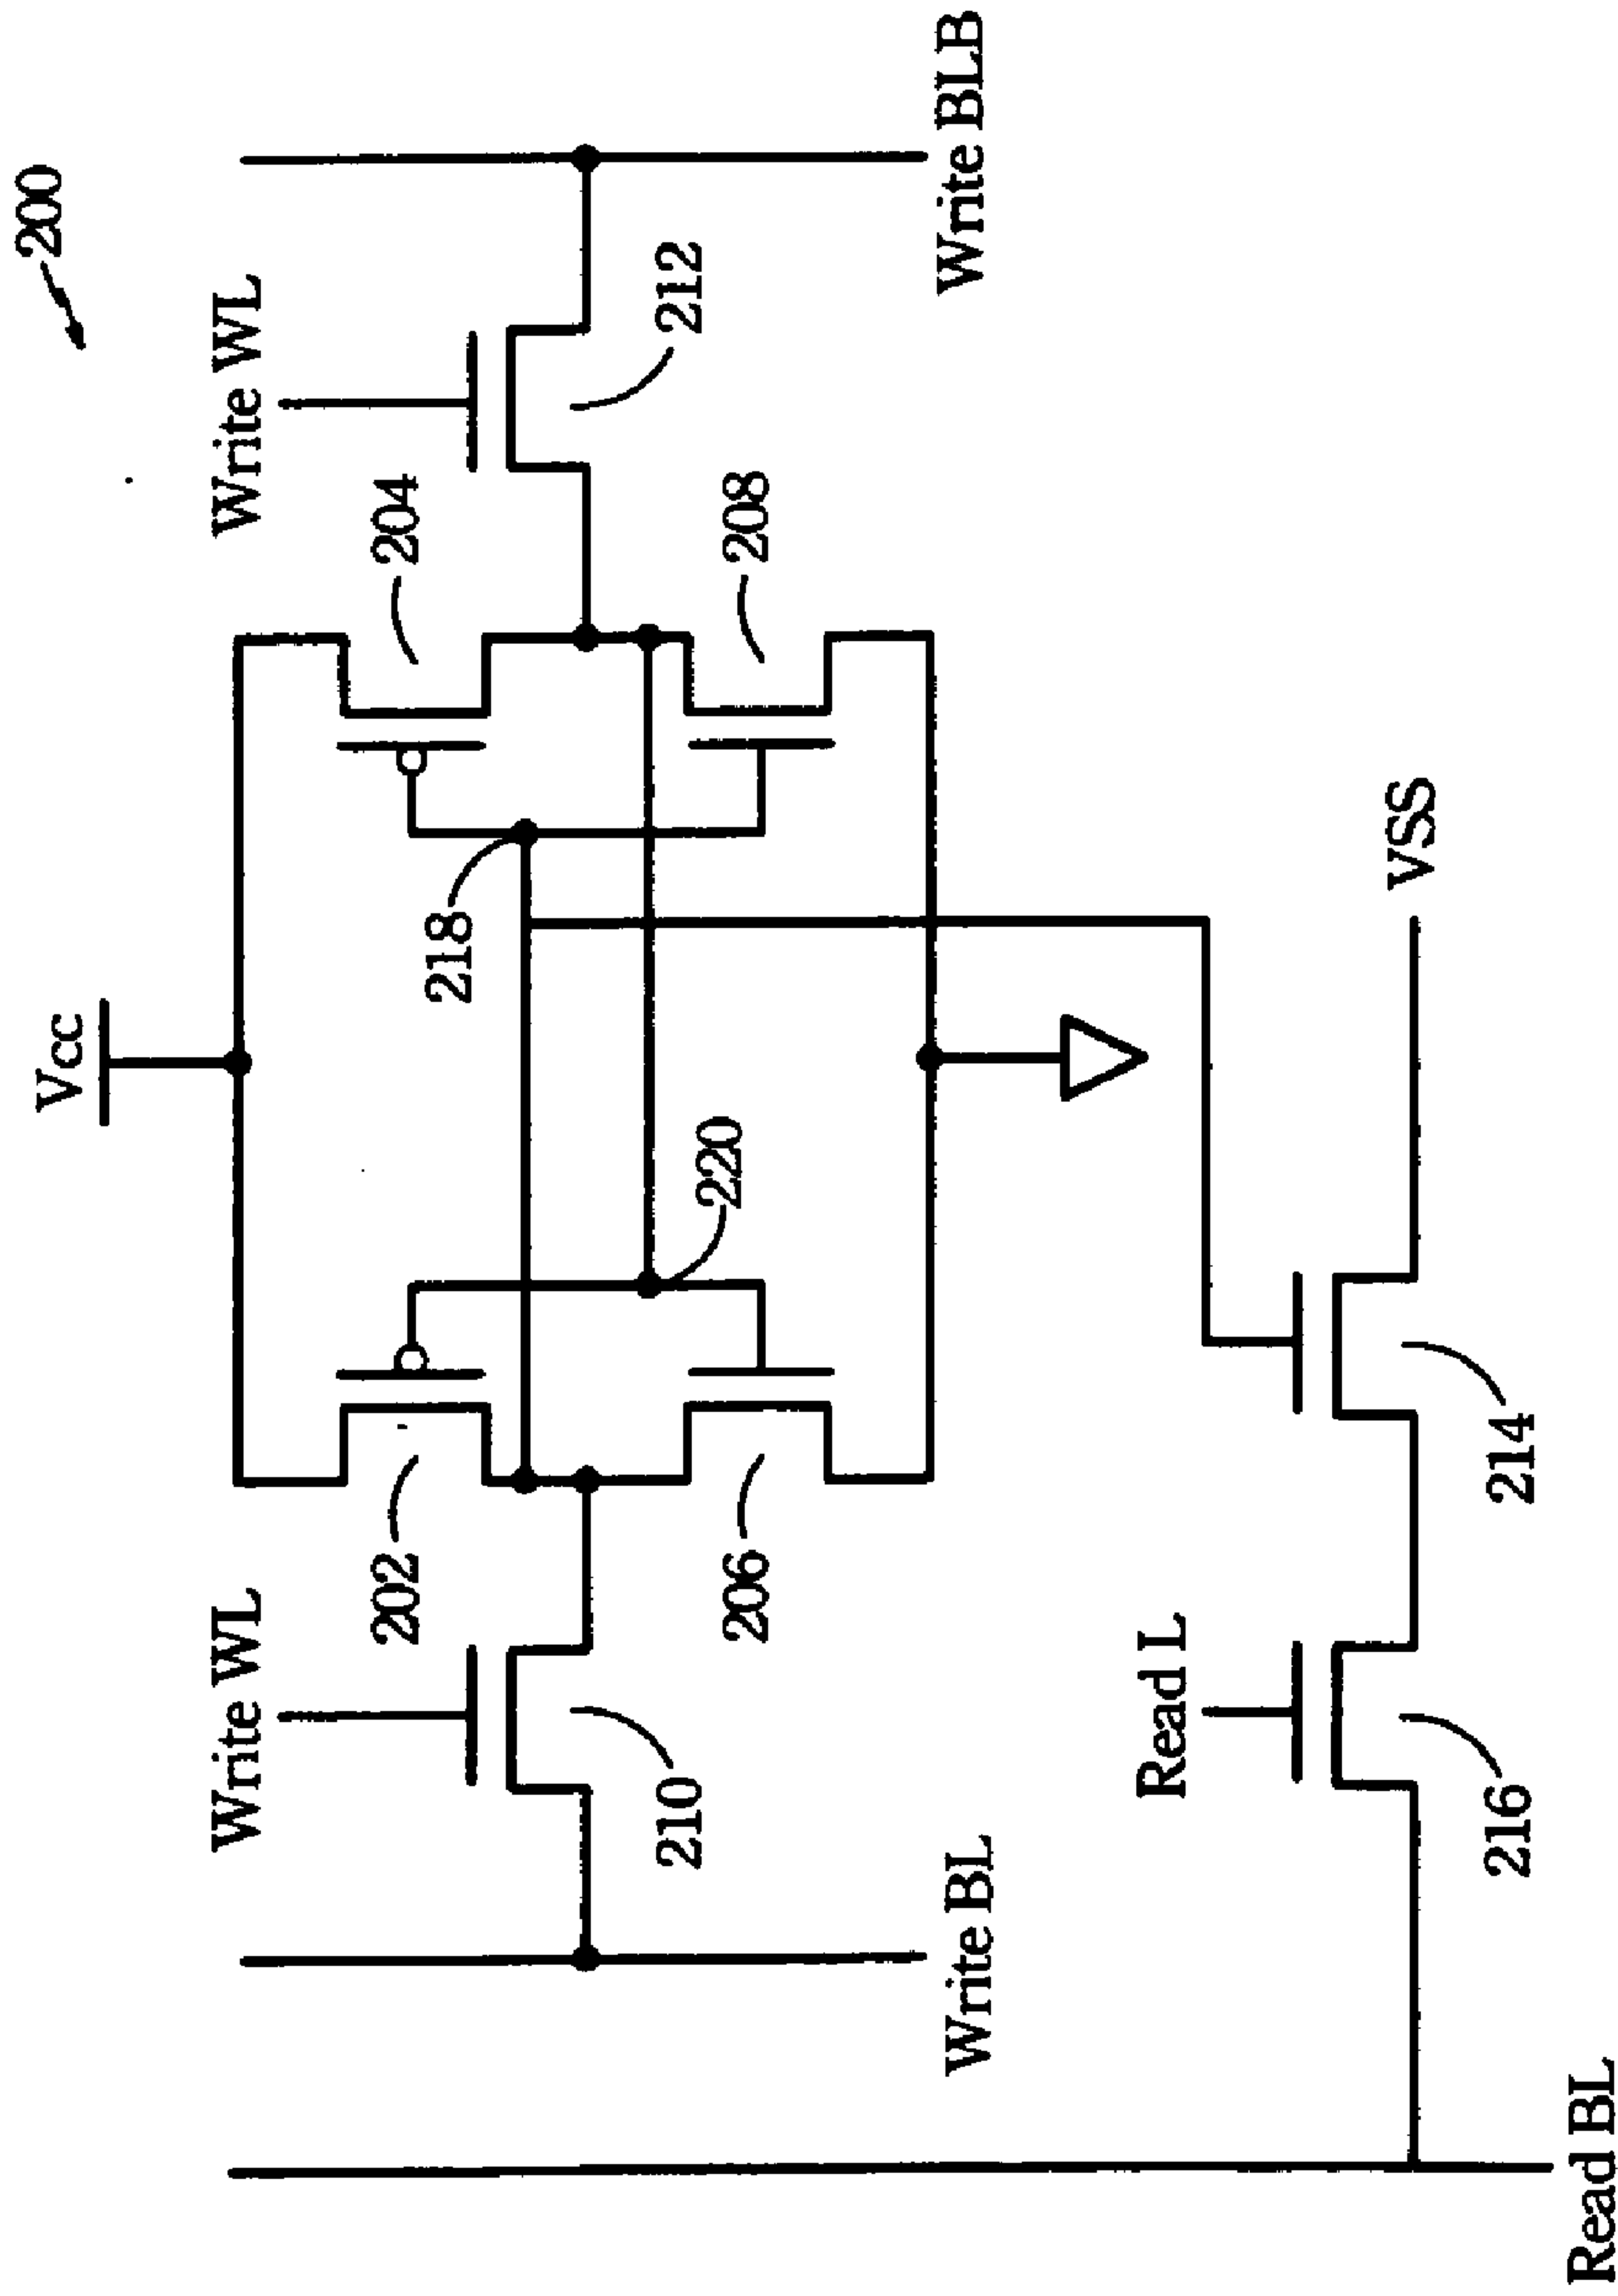 200
Vcc
Write WL
Write WL
202
204
218
210
206
220
208
212
Write BL
Write BLB
Read L
VSS
216
214
Read BL